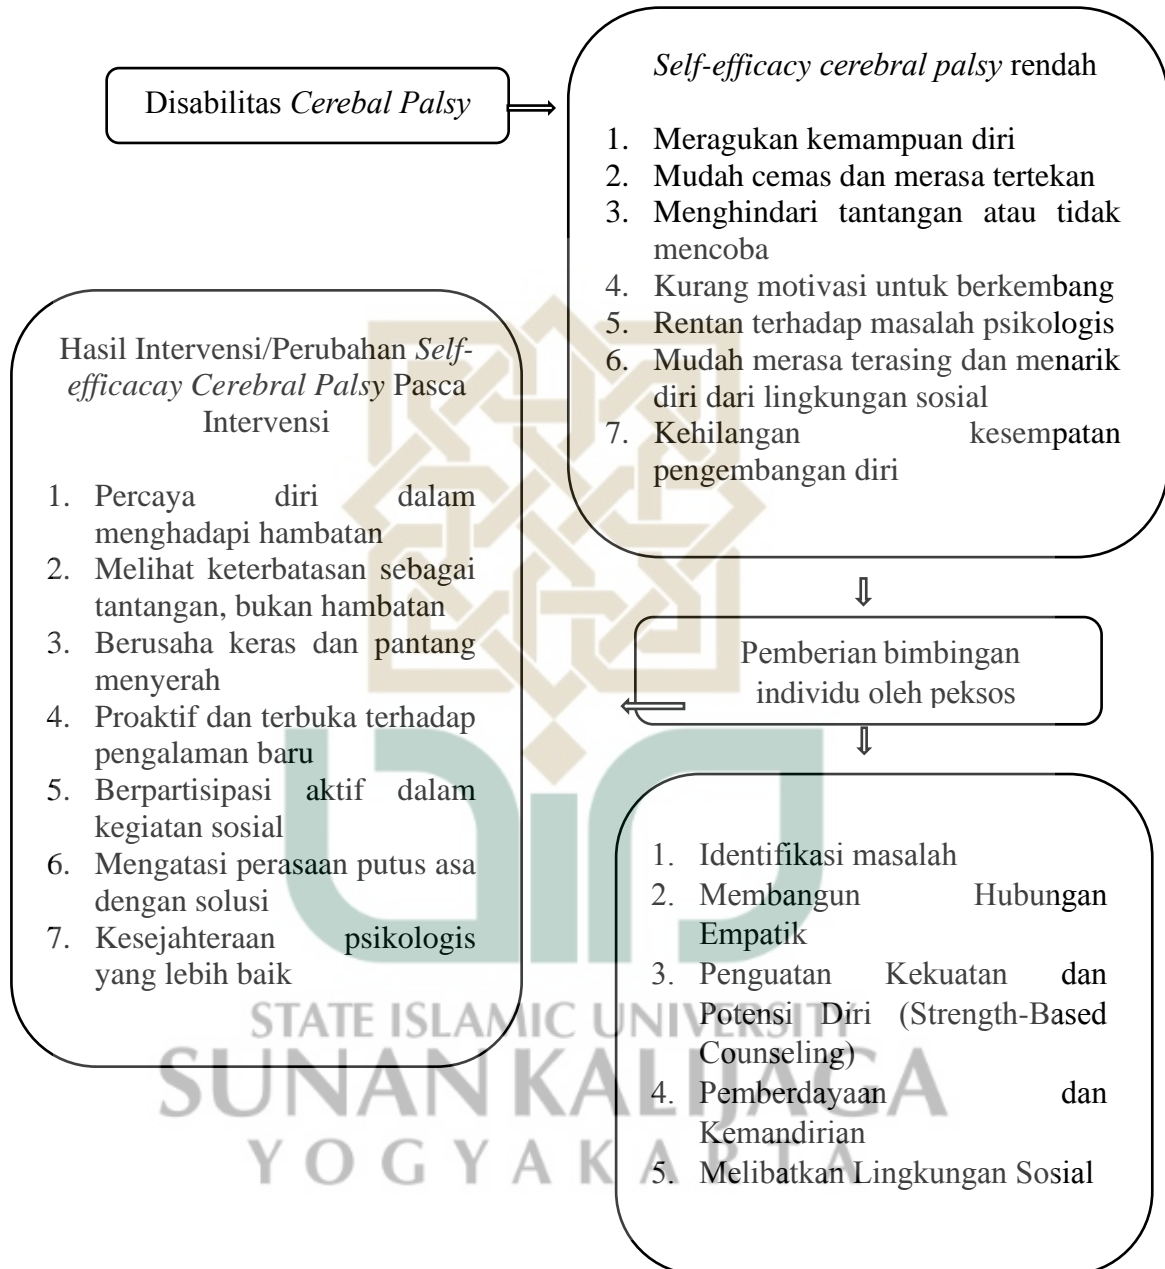 Disabilitas Cerebal Palsy
Self-efficacy cerebral palsy rendah
1. Meragukan kemampuan diri
2. Mudah cemas dan merasa tertekan
3. Menghindari tantangan atau tidak
mencoba
4. Kurang motivasi untuk berkembang
5. Rentan terhadap masalah psikologis
6. Mudah merasa terasing dan menarik
diri dari lingkungan sosial
7. Kehilangan kesempatan
pengembangan diri
Pemberian bimbingan
individu oleh peksos
Hasil Intervensi/Perubahan Self-
efficacay Cerebral Palsy Pasca
Intervensi
1. Percaya diri dalam
menghadapi hambatan
2. Melihat keterbatasan sebagai
tantangan, bukan hambatan
3. Berusaha keras dan pantang
menyerah
4. Proaktif dan terbuka terhadap
pengalaman baru
5. Berpartisipasi aktif dalam
kegiatan sosial
6. Mengatasi perasaan putus asa
dengan solusi
7. Kesejahteraan psikologis
yang lebih baik
1. Identifikasi masalah
2. Membangun Hubungan
Empatik
3. Penguatan Kekuatan dan
Potensi Diri (Strength-Based
Counseling)
4. Pemberdayaan dan
Kemandirian
5. Melibatkan Lingkungan Sosial
STATE ISLAMIC UNIVERSITY
SUNAN KALIJAGA
YOGYAKARTA